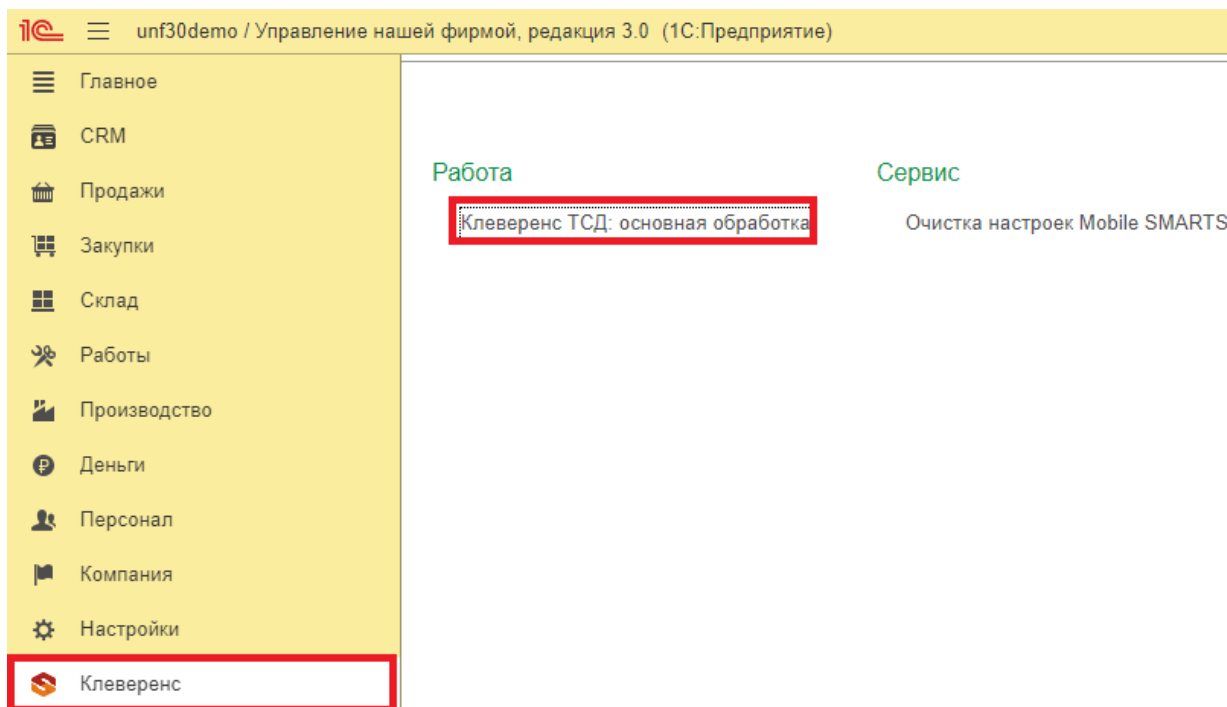 1С unf30demo / Управление нашей фирмой, редакция 3.0 (1С:Предприятие)
Главное
CRM
Продажи
Закупки
Склад
Работы
Производство
Деньги
Персонал
Компания
Настройки
Клеверенс
Работа
Клеверенс ТСД: основная обработка
Сервис
Очистка настроек Mobile SMARTS